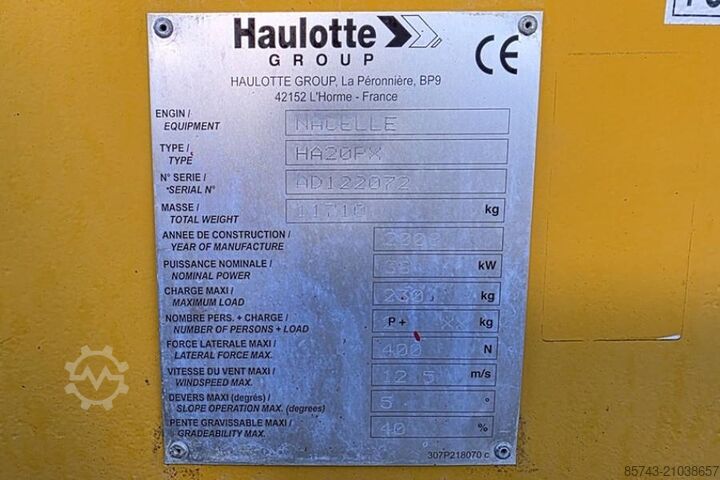 Haulotte
GROUP
CE
HAULOTTE GROUP, La Péronnière, BP9
42152 L'Horme - France
ENGIN / EQUIPMENT NACELLE
TYPE / TYPE HA20PX
N° SERIE / SERIAL N° AD122072
MASSE / TOTAL WEIGHT 11710 kg
ANNEE DE CONSTRUCTION / YEAR OF MANUFACTURE
PUISSANCE NOMINALE / NOMINAL POWER kW
CHARGE MAXI / MAXIMUM LOAD 230 kg
NOMBRE PERS. + CHARGE / NUMBER OF PERSONS + LOAD P + kg
FORCE LATERALE MAXI / LATERAL FORCE MAX. 400 N
VITESSE DU VENT MAXI / WINDSPEED MAX. 12.5 m/s
DEVERS MAXI (degrés) / SLOPE OPERATION MAX. (degrees) 5 °
PENTE GRAVISSABLE MAXI / GRADEABILITY MAX. 40 %
307P218070 c
85743-21038657